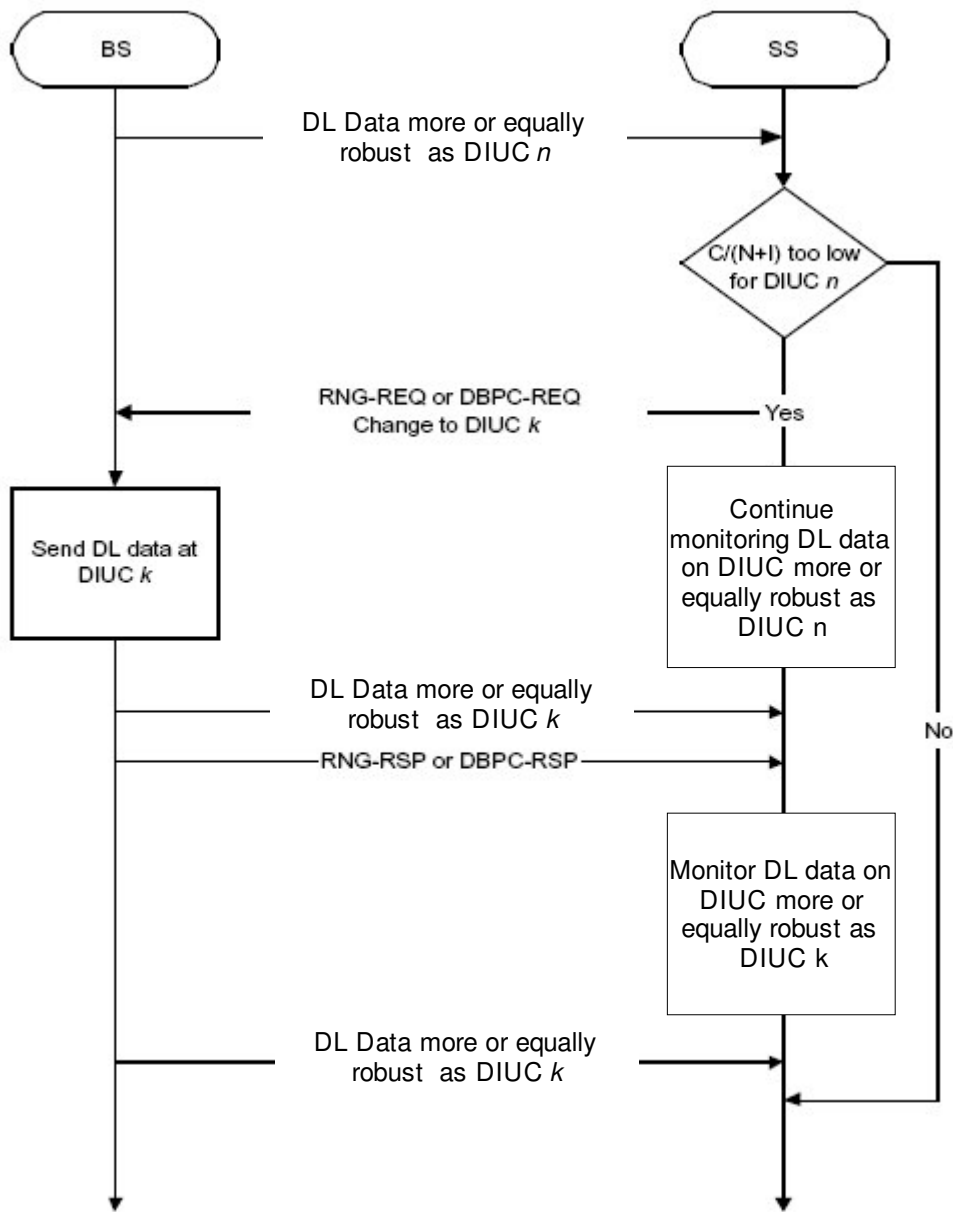 BS
SS
DL Data more or equally
robust as DIUC n
C/(N+I) too low
for DIUC n
RNG-REQ or DBPC-REQ
Change to DIUC k
Yes
Send DL data at
DIUC k
Continue
monitoring DL data
on DIUC more or
equally robust as
DIUC n
DL Data more or equally
robust as DIUC k
No
RNG-RSP or DBPC-RSP
Monitor DL data on
DIUC more or
equally robust as
DIUC k
DL Data more or equally
robust as DIUC k